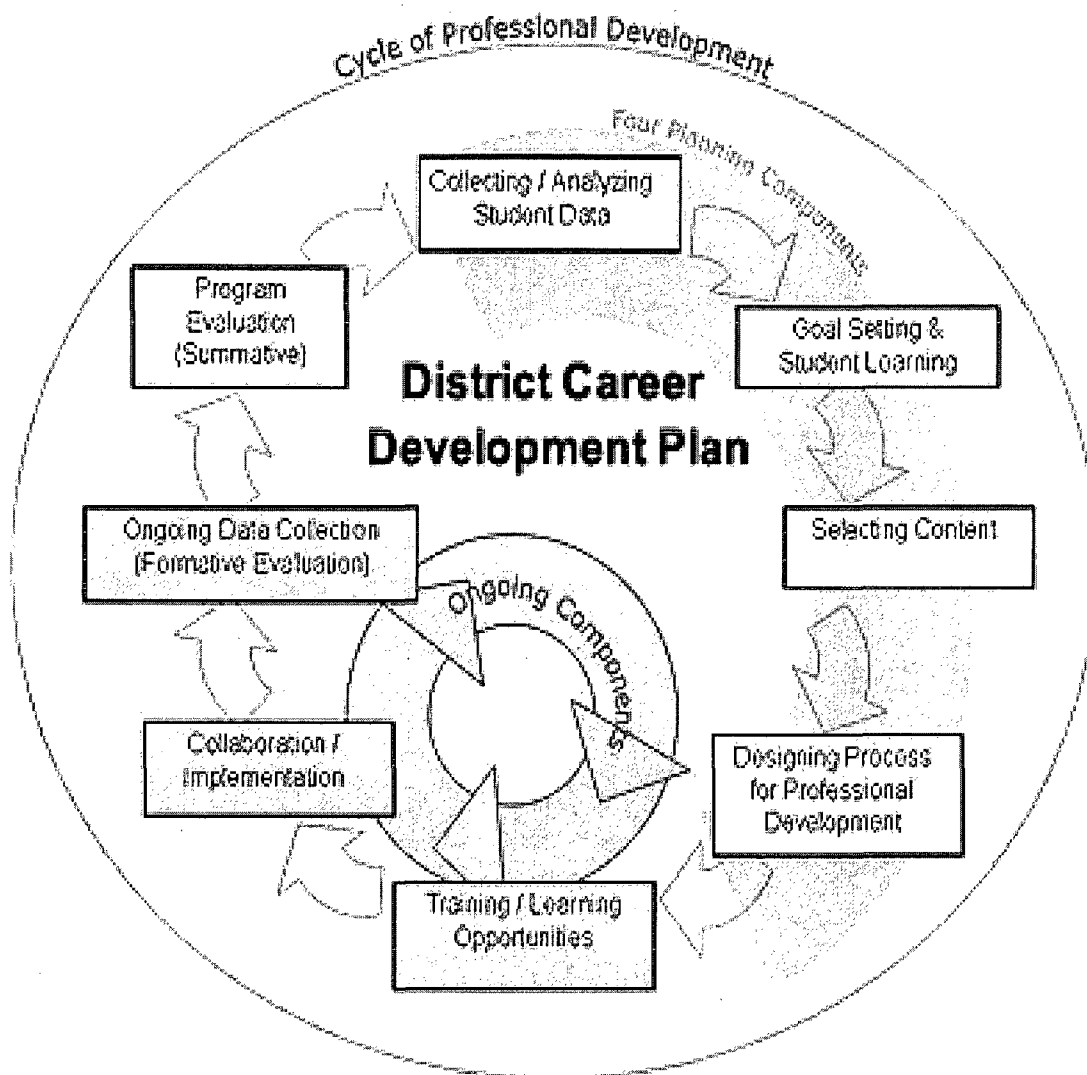 Cycle of Professional Development
Four Planning Components
Collecting / Analyzing
Student Data
Goal Setting &
Student Learning
Selecting Content
Designing Process
for Professional
Development
Training / Learning
Opportunities
Collaboration /
Implementation
Ongoing Data Collection
(Formative Evaluation)
Program
Evaluation
(Summative)
District Career
Development Plan
Ongoing Components